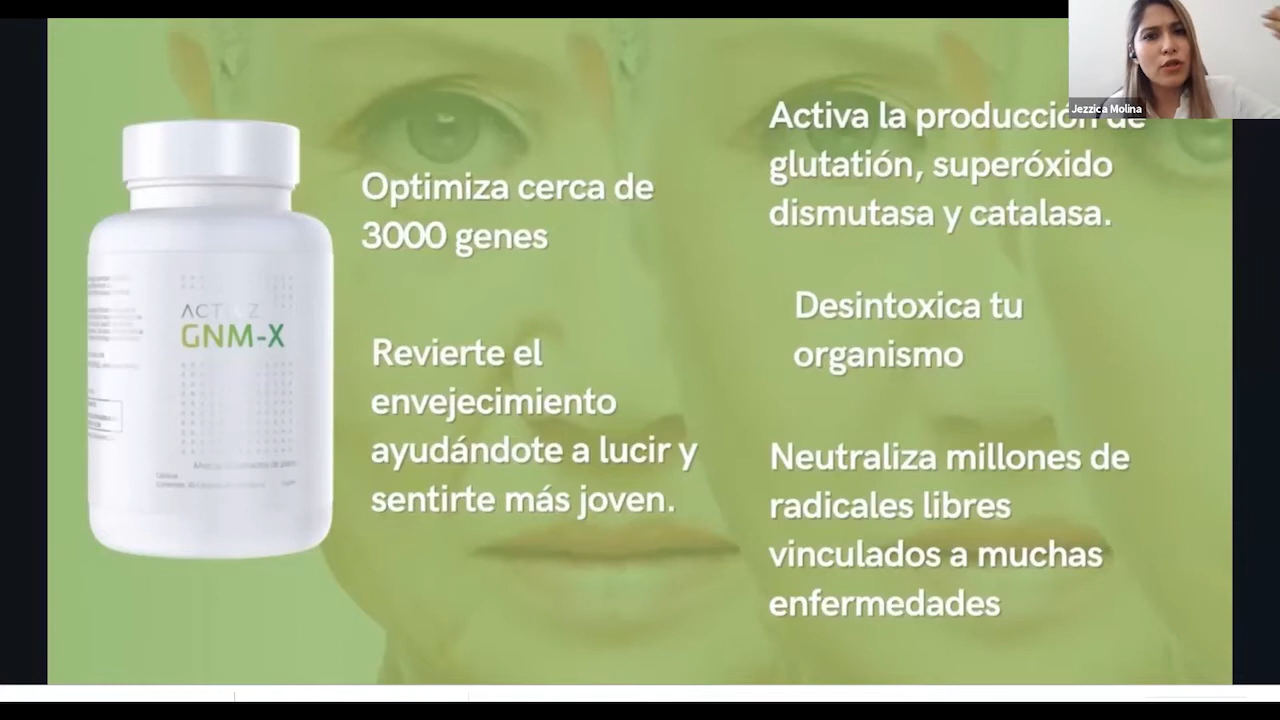 Jezzica Molina
ACTIVZ
GNM-X
Optimiza cerca de
3000 genes
Revierte el
envejecimiento
ayudándote a lucir y
sentirte más joven.
Activa la producción de
glutatión, superóxido
dismutasa y catalasa.
Desintoxica tu
organismo
Neutraliza millones de
radicales libres
vinculados a muchas
enfermedades